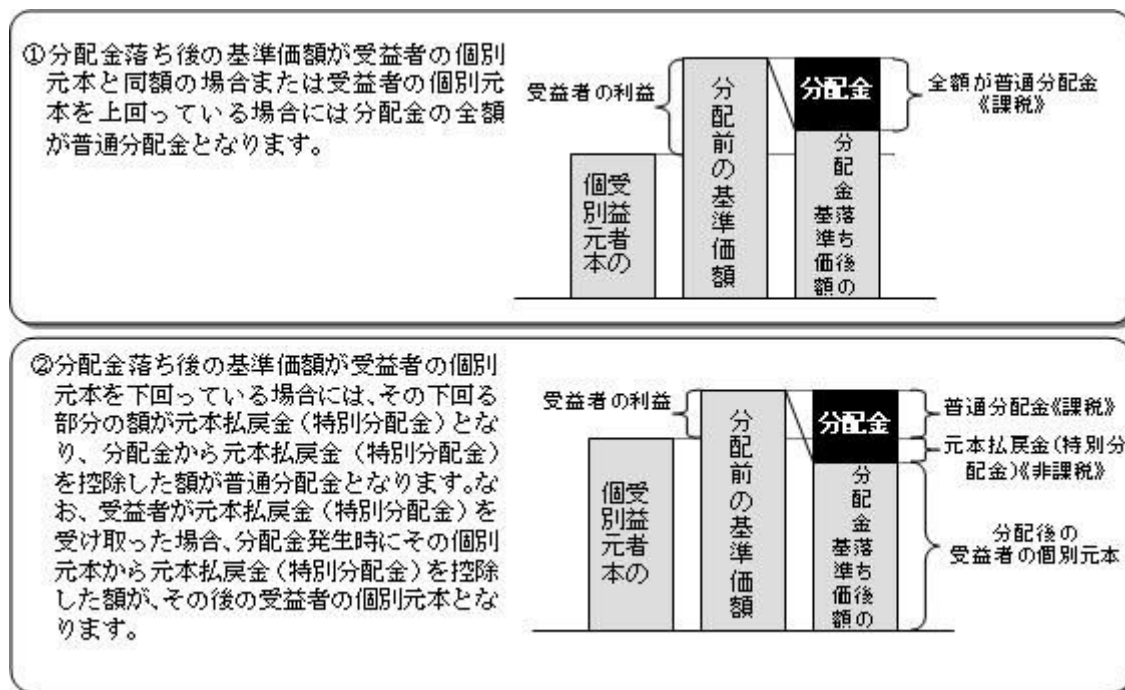 ①分配金落ち後の基準価額が受益者の個別
元本と同額の場合または受益者の個別元
本を上回っている場合には分配金の全額
が普通分配金となります。
受益者の利益
個別元本
受益者の
分配前の基準価額
分配金
分配金落ち後の
基準価額
全額が普通分配金
《課税》
②分配金落ち後の基準価額が受益者の個別
元本を下回っている場合には、その下回る
部分の額が元本払戻金（特別分配金）とな
り、分配金から元本払戻金（特別分配金）
を控除した額が普通分配金となります。な
お、受益者が元本払戻金（特別分配金）を
受け取った場合、分配金発生時にその個別
元本から元本払戻金（特別分配金）を控除
した額が、その後の受益者の個別元本とな
ります。
受益者の利益
受益者の
個別元本
分配前の基準価額
分配金
分配金落ち後の
基準価額
普通分配金《課税》
元本払戻金(特別分
配金)《非課税》
分配後の
受益者の個別元本